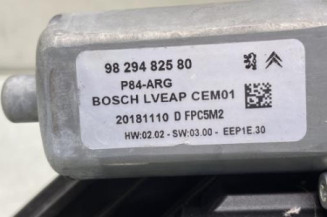 98 294 825 80
P84-ARG
BOSCH LVEAP CEM01
20181110 D FPC5M2
HW:02.02 - SW:03.00 - EEP1E.30